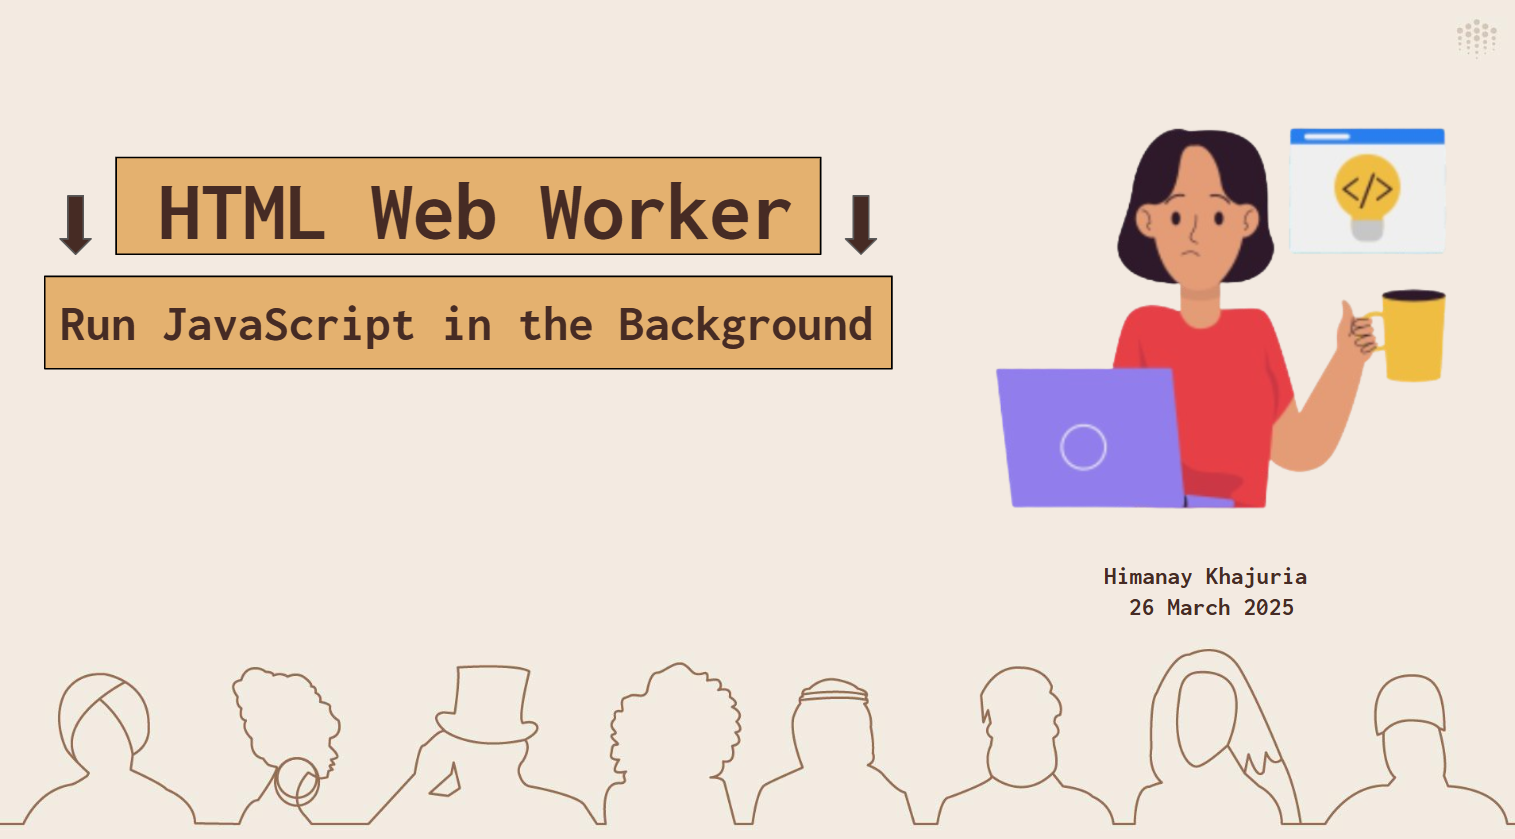 HTML Web Worker
Run JavaScript in the Background
</>
Himanay Khajuria
26 March 2025